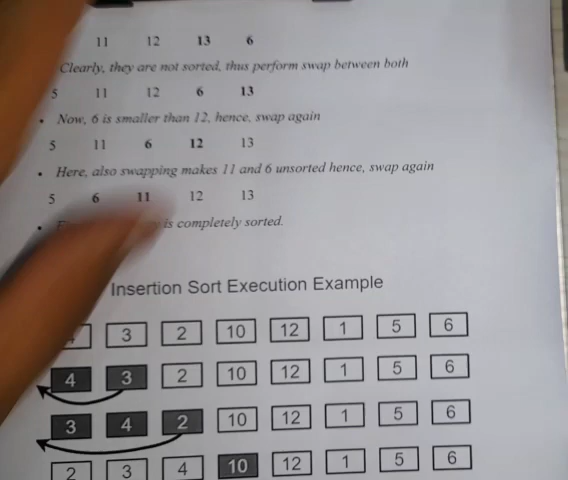 11 12 13 6
Clearly, they are not sorted, thus perform swap between both
5 11 12 6 13
• Now, 6 is smaller than 12, hence, swap again
5 11 6 12 13
• Here, also swapping makes 11 and 6 unsorted hence, swap again
5 6 11 12 13
• is completely sorted.
Insertion Sort Execution Example
3 2 10 12 1 5 6
4 3 2 10 12 1 5 6
3 4 2 10 12 1 5 6
2 3 4 10 12 1 5 6